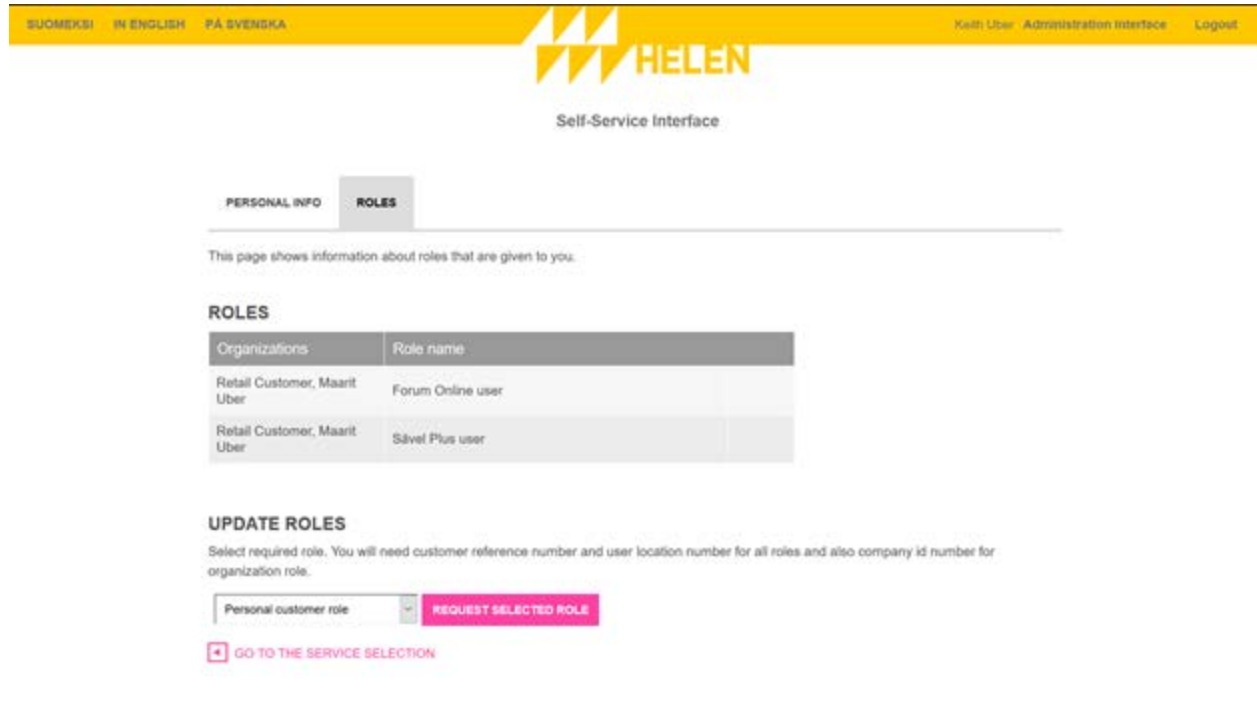 SUOMEKSI IN ENGLISH PÅ SVENSKA Keith Uber Administration Interface Logout
HELEN
Self-Service Interface
PERSONAL INFO ROLES
This page shows information about roles that are given to you.
ROLES
Organizations Role name
Retail Customer, Maarit
Uber
Forum Online user
Retail Customer, Maarit
Uber
Sävel Plus user
UPDATE ROLES
Select required role. You will need customer reference number and user location number for all roles and also company id number for
organization role.
Personal customer role REQUEST SELECTED ROLE
GO TO THE SERVICE SELECTION